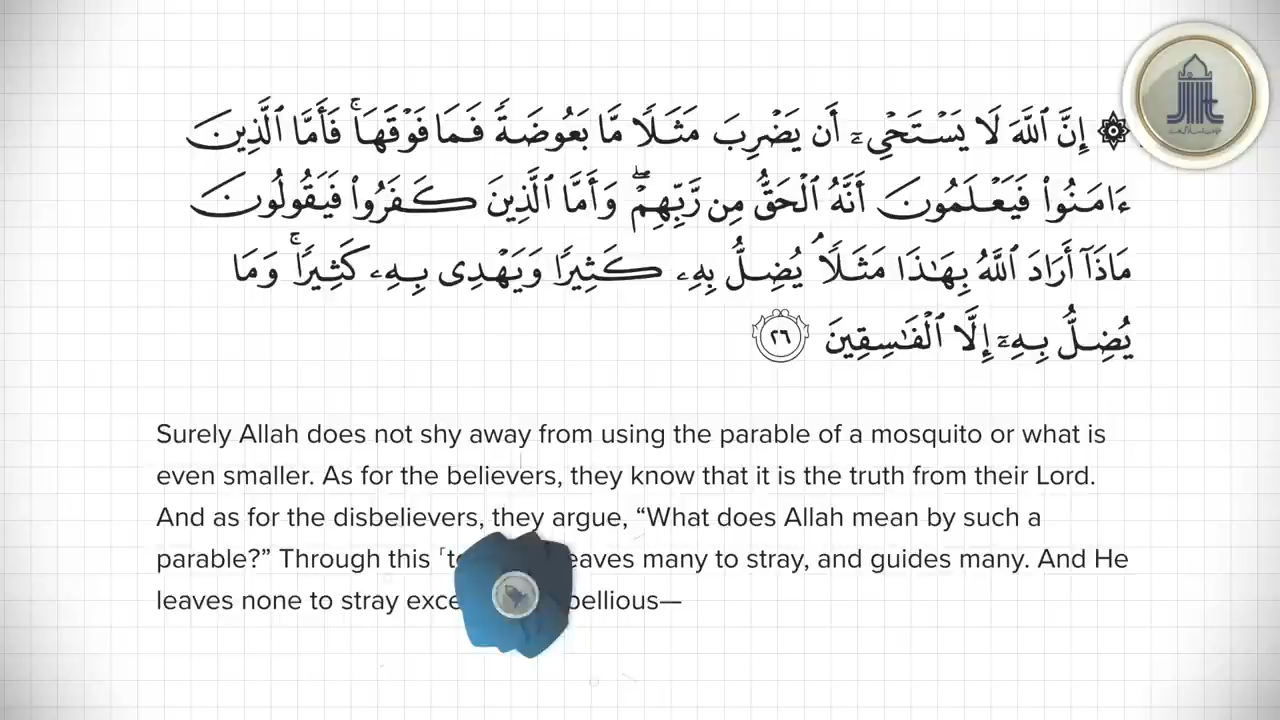 ۞ إِنَّ ٱللَّهَ لَا يَسْتَحْىِۦٓ أَن يَضْرِبَ مَثَلًا مَّا بَعُوضَةً فَمَا فَوْقَهَا ۚ فَأَمَّا ٱلَّذِينَ
ءَامَنُوا۟ فَيَعْلَمُونَ أَنَّهُ ٱلْحَقُّ مِن رَّبِّهِمْ ۖ وَأَمَّا ٱلَّذِينَ كَفَرُوا۟ فَيَقُولُونَ
مَاذَآ أَرَادَ ٱللَّهُ بِهَـٰذَا مَثَلًا ۘ يُضِلُّ بِهِۦ كَثِيرًا وَيَهْدِى بِهِۦ كَثِيرًا ۚ وَمَا
يُضِلُّ بِهِۦٓ إِلَّا ٱلْفَـٰسِقِينَ ٢٦
Surely Allah does not shy away from using the parable of a mosquito or what is
even smaller. As for the believers, they know that it is the truth from their Lord.
And as for the disbelievers, they argue, “What does Allah mean by such a
parable?” Through this many to stray, and guides many. And He
leaves none to stray